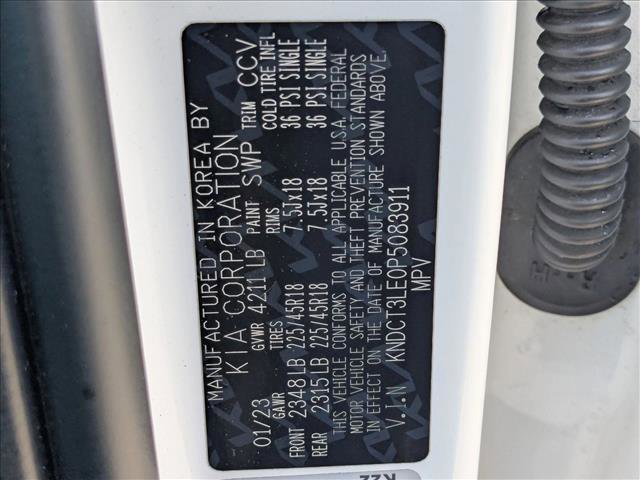 MANUFACTURED IN KOREA BY
KIA CORPORATION
01/23 GVWR 4,211 LB PAINT SWP TRIM CCV
GAWR TIRES RIMS COLD TIRE INFL
FRONT 2348 LB 225/45R18 7.5Jx18 36 PSI SINGLE
REAR 2315 LB 225/45R18 7.5Jx18 36 PSI SINGLE
THIS VEHICLE CONFORMS TO ALL APPLICABLE U.S.A. FEDERAL
MOTOR VEHICLE SAFETY AND THEFT PREVENTION STANDARDS
IN EFFECT ON THE DATE OF MANUFACTURE SHOWN ABOVE.
V.I.N KNDCT3LE0P5083911
MPV